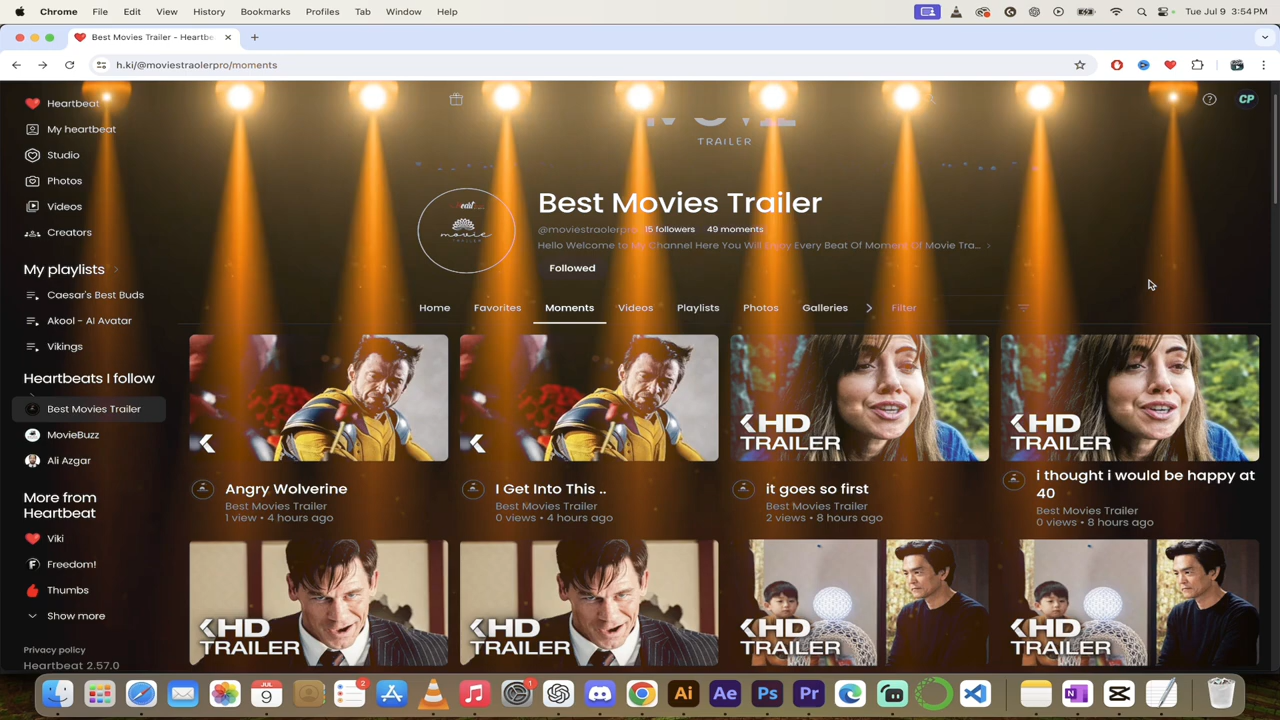 Chrome File Edit View History Bookmarks Profiles Tab Window Help
Tue Jul 9 3:54 PM
Best Movies Trailer - Heartbe
h.ki/@moviestraolerpro/moments
Heartbeat
My heartbeat
Studio
Photos
Videos
Creators
My playlists
Caesar's Best Buds
Akool - AI Avatar
Vikings
Heartbeats I follow
Best Movies Trailer
MovieBuzz
Ali Azgar
More from
Heartbeat
Viki
Freedom!
Thumbs
Show more
Privacy policy
Heartbeat 2.57.0
CP
TRAILER
movie
TRAILER
Best Movies Trailer
@moviestraolerpro 15 followers 49 moments
Hello Welcome to My Channel Here You Will Enjoy Every Beat Of Moment Of Movie Tra...
Followed
Home Favorites Moments Videos Playlists Photos Galleries Filter
HD
TRAILER
HD
TRAILER
Angry Wolverine
Best Movies Trailer
1 view • 4 hours ago
I Get Into This ..
Best Movies Trailer
0 views • 4 hours ago
it goes so first
Best Movies Trailer
2 views • 8 hours ago
i thought i would be happy at
40
Best Movies Trailer
0 views • 8 hours ago
HD
TRAILER
HD
TRAILER
HD
TRAILER
HD
TRAILER
JUL
9
2
1
Ai
Ae
Ps
Pr